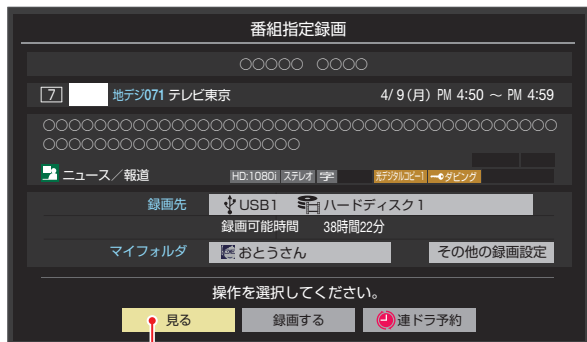 番組指定録画
○○○○○ ○○○○
7 地デジ071 テレビ東京 4/ 9(月) PM 4:50 ～ PM 4:59
○○○○○○○○○○○○○○○○○○○○○○○○○○○○○○○○○○○○○○○○
○○○○○○○○○○○○○○○○○○○○
ニュース／報道 HD:1080i ステレオ 字 光デジタルコピー1 ダビング
録画先 USB1 ハードディスク1
録画可能時間 38時間22分
マイフォルダ おとうさん その他の録画設定
操作を選択してください。
見る 録画する 連ドラ予約